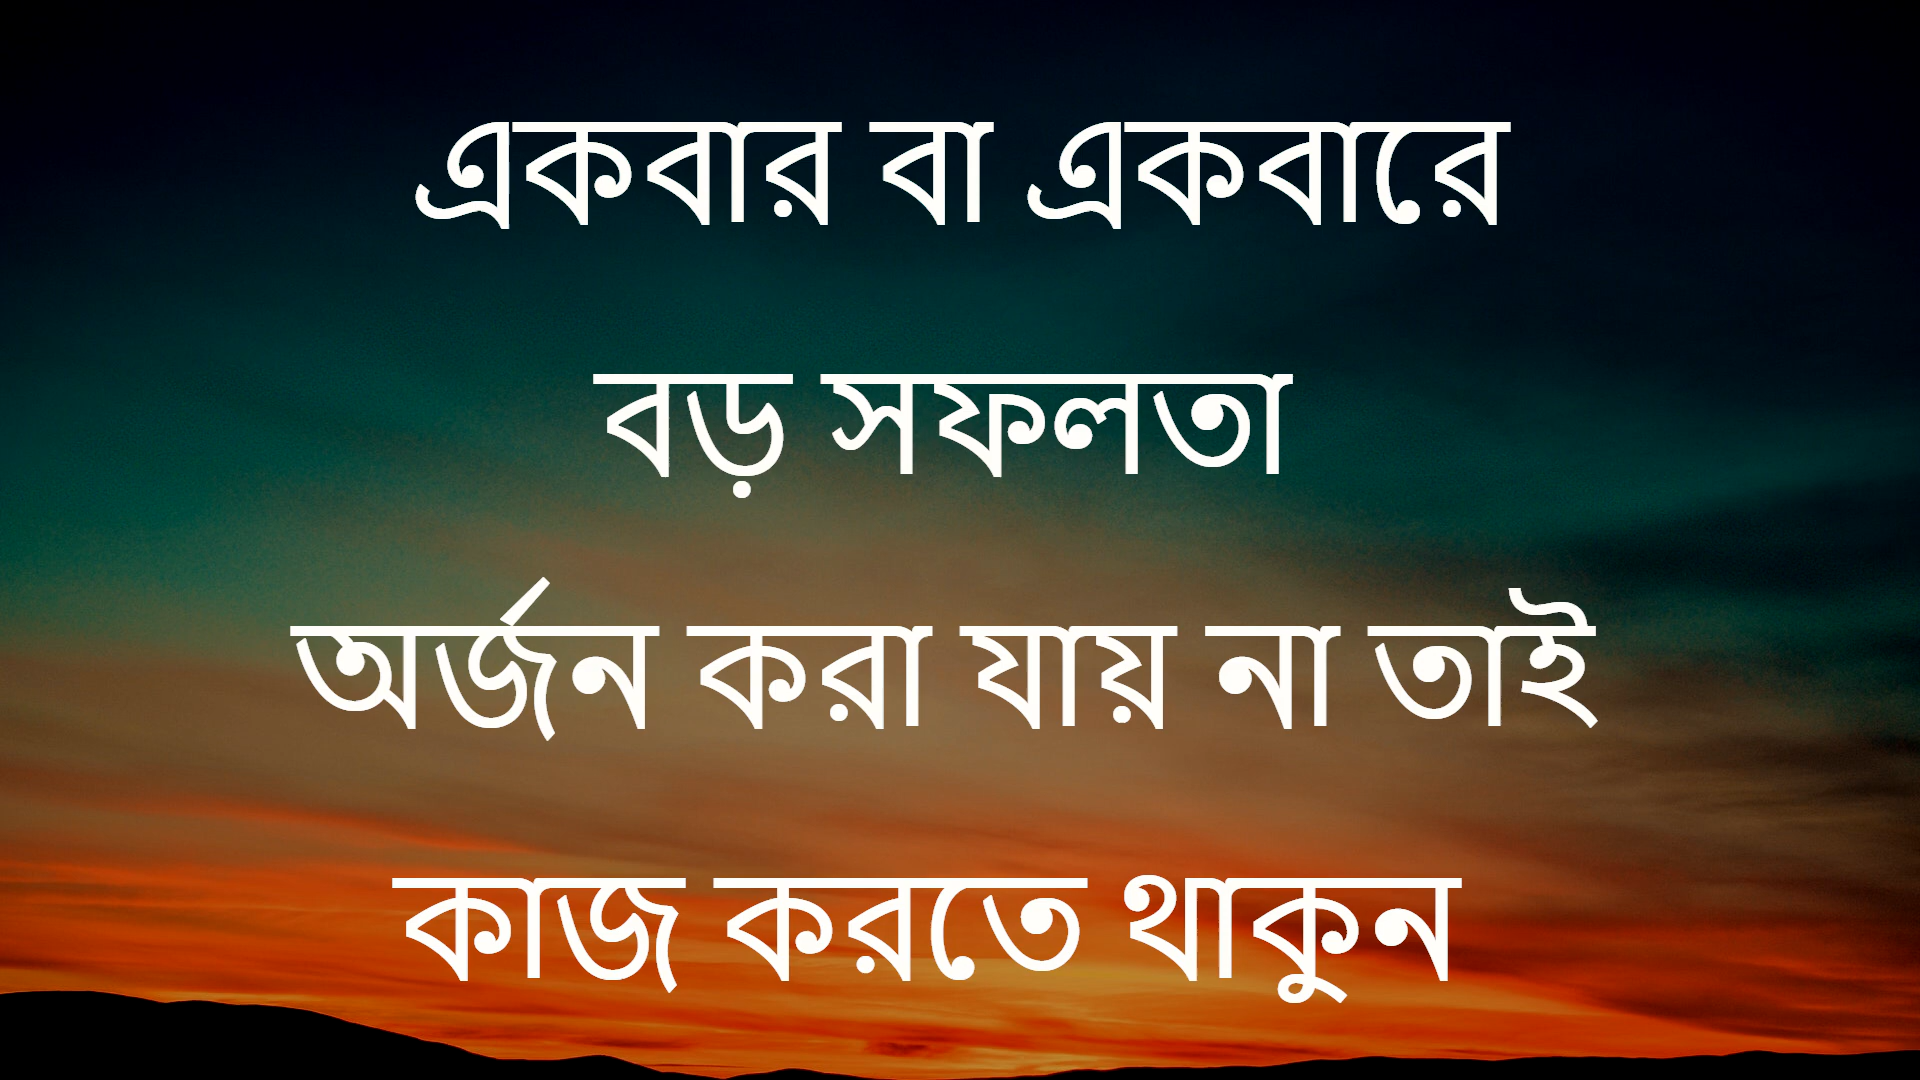 একবার বা একবারে
বড় সফলতা
অর্জন করা যায় না তাই
কাজ করতে থাকুন